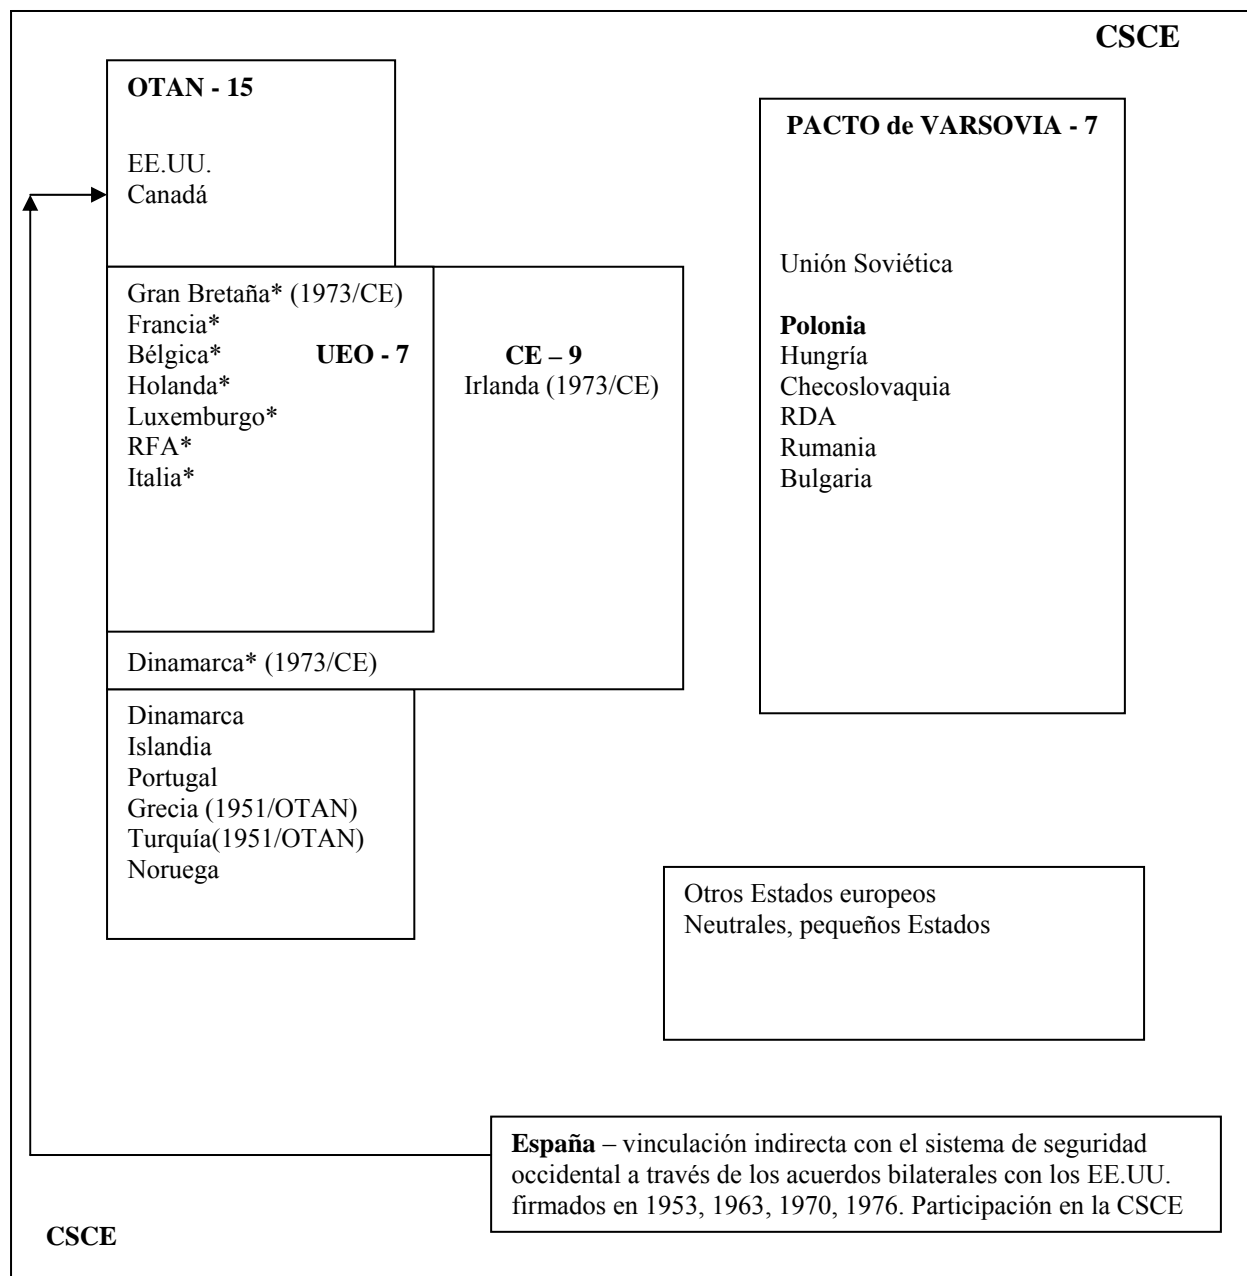 CSCE
OTAN - 15
EE.UU.
Canadá
Gran Bretaña* (1973/CE)
Francia*
Bélgica*
UEO - 7
Holanda*
Luxemburgo*
RFA*
Italia*
CE – 9
Irlanda (1973/CE)
Dinamarca* (1973/CE)
Dinamarca
Islandia
Portugal
Grecia (1951/OTAN)
Turquía(1951/OTAN)
Noruega
PACTO de VARSOVIA - 7
Unión Soviética
Polonia
Hungría
Checoslovaquia
RDA
Rumania
Bulgaria
Otros Estados europeos
Neutrales, pequeños Estados
España – vinculación indirecta con el sistema de seguridad
occidental a través de los acuerdos bilaterales con los EE.UU.
firmados en 1953, 1963, 1970, 1976. Participación en la CSCE
CSCE